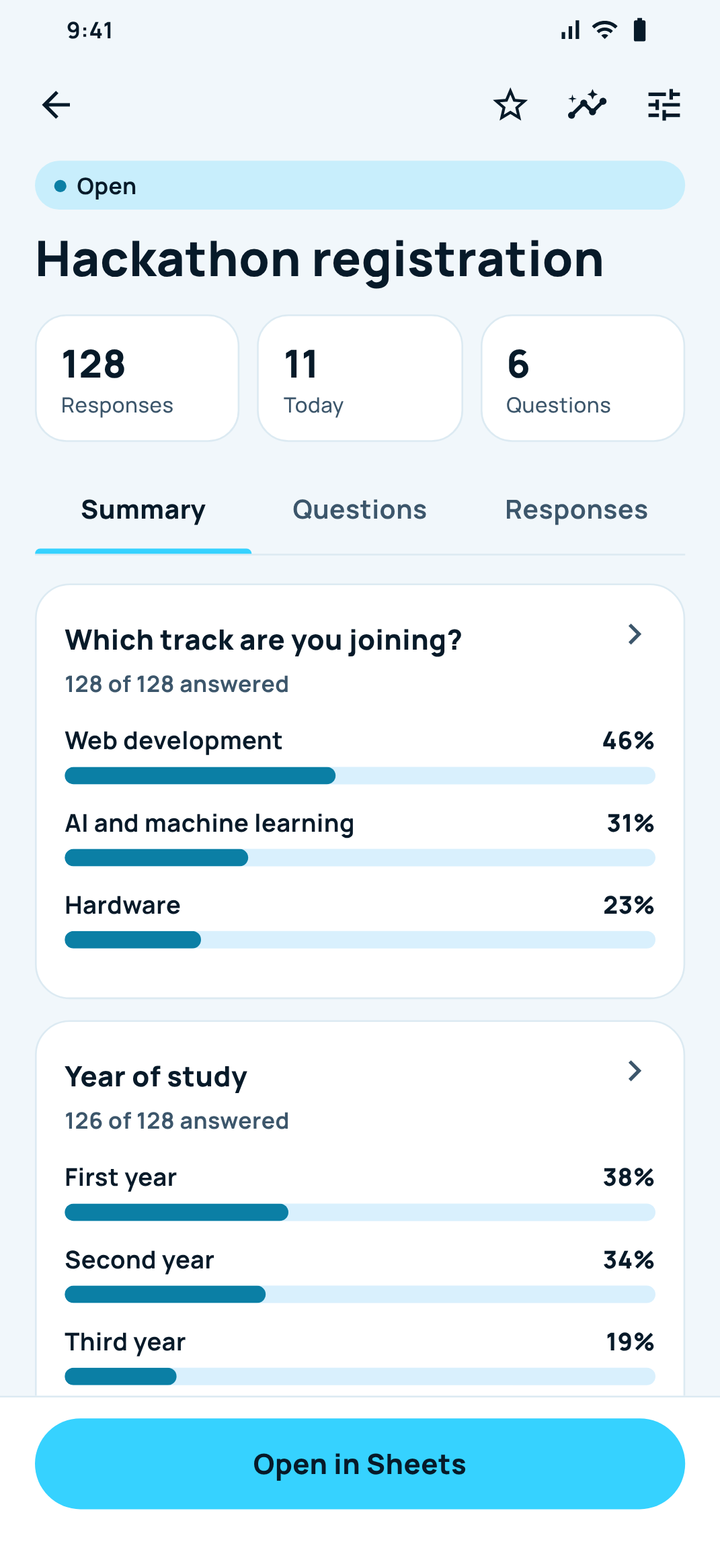 9:41
Open
Hackathon registration
128
Responses
11
Today
6
Questions
Summary
Questions
Responses
Which track are you joining?
128 of 128 answered
Web development
46%
AI and machine learning
31%
Hardware
23%
Year of study
126 of 128 answered
First year
38%
Second year
34%
Third year
19%
Open in Sheets